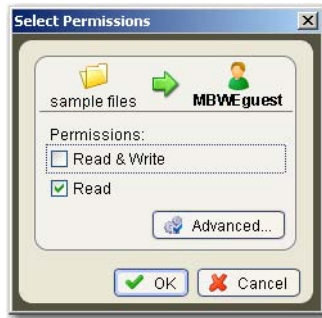 Select Permissions
sample files
MBWEguest
Permissions:
Read & Write
Read
Advanced...
OK
Cancel